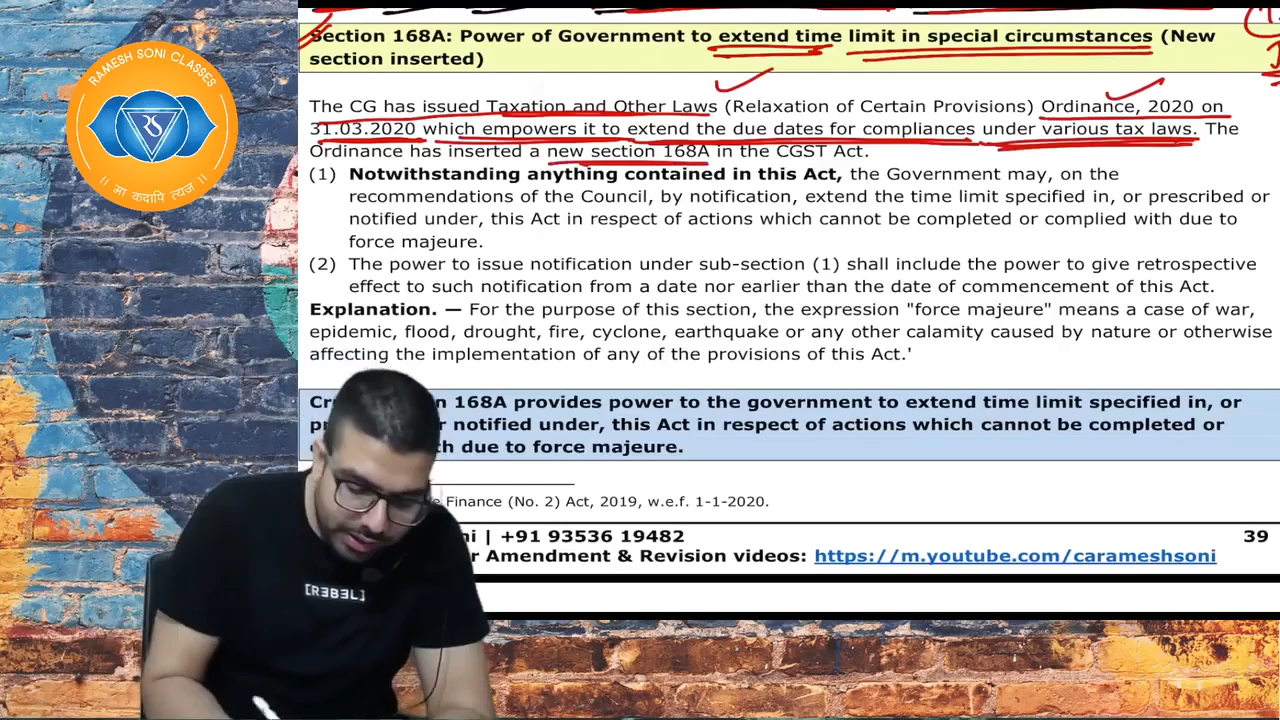 RAMESH SONI CLASSES
|| मा कदापि त्यज ||
Section 168A: Power of Government to extend time limit in special circumstances (New
section inserted)
The CG has issued Taxation and Other Laws (Relaxation of Certain Provisions) Ordinance, 2020 on
31.03.2020 which empowers it to extend the due dates for compliances under various tax laws. The
Ordinance has inserted a new section 168A in the CGST Act.
(1) Notwithstanding anything contained in this Act, the Government may, on the
recommendations of the Council, by notification, extend the time limit specified in, or prescribed or
notified under, this Act in respect of actions which cannot be completed or complied with due to
force majeure.
(2) The power to issue notification under sub-section (1) shall include the power to give retrospective
effect to such notification from a date nor earlier than the date of commencement of this Act.
Explanation. — For the purpose of this section, the expression "force majeure" means a case of war,
epidemic, flood, drought, fire, cyclone, earthquake or any other calamity caused by nature or otherwise
affecting the implementation of any of the provisions of this Act.'
168A provides power to the government to extend time limit specified in, or
notified under, this Act in respect of actions which cannot be completed or
due to force majeure.
Finance (No. 2) Act, 2019, w.e.f. 1-1-2020.
| +91 93536 19482
39
Amendment & Revision videos: https://m.youtube.com/carameshsoni
[REBEL]